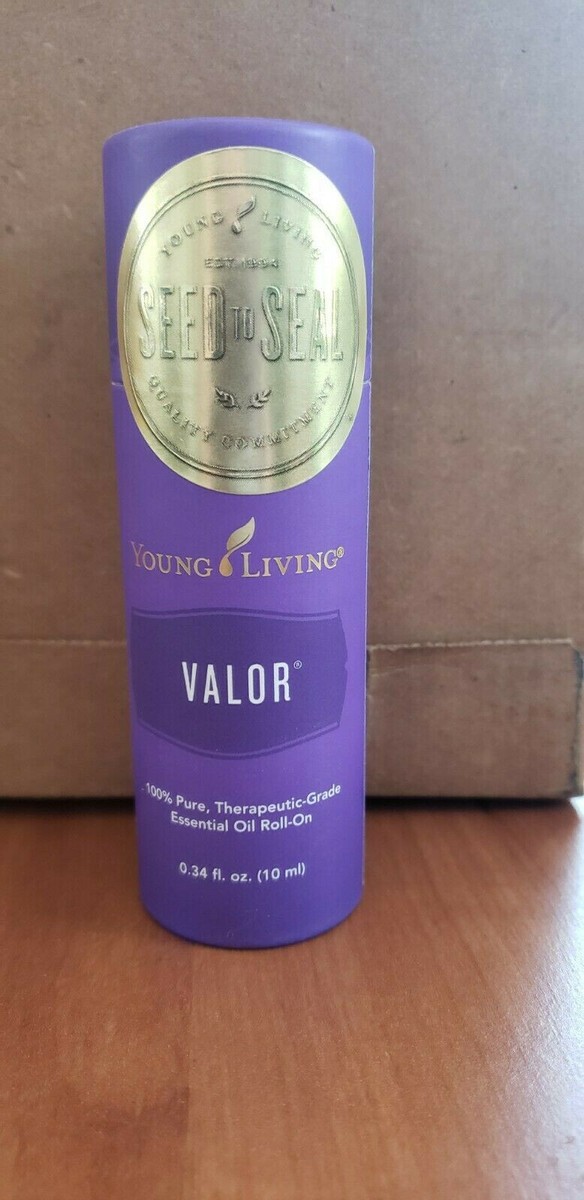 YOUNG LIVING
EST. 1994
SEED TO SEAL
QUALITY COMMITMENT
YOUNG LIVING®
VALOR®
100% Pure, Therapeutic-Grade
Essential Oil Roll-On
0.34 fl. oz. (10 ml)